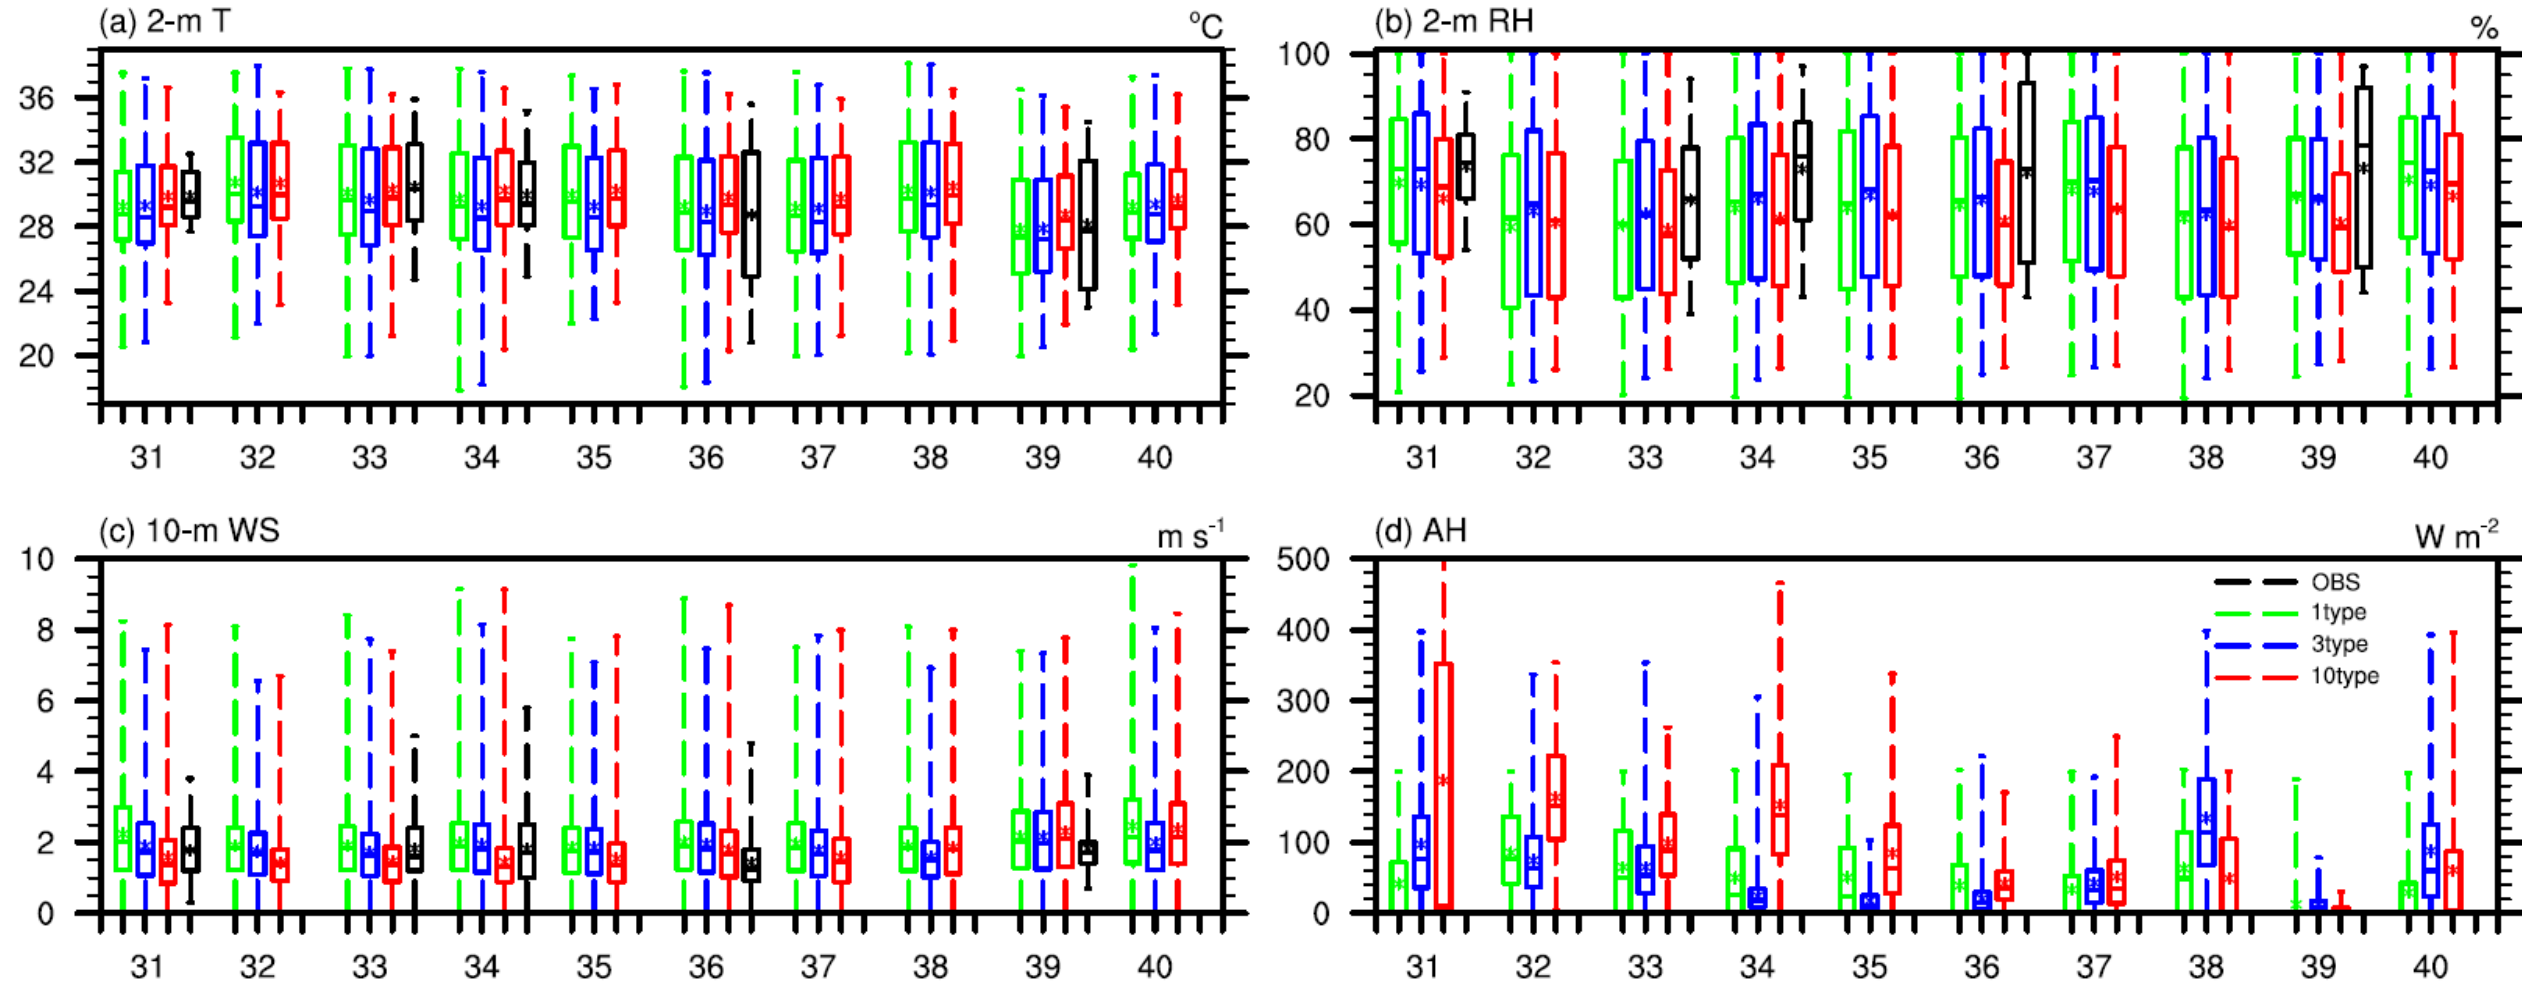 (a) 2-m T
°C
36
32
28
24
20
31 32 33 34 35 36 37 38 39 40
(b) 2-m RH
%
100
80
60
40
20
31 32 33 34 35 36 37 38 39 40
(c) 10-m WS
m s⁻¹
10
8
6
4
2
0
31 32 33 34 35 36 37 38 39 40
(d) AH
W m⁻²
500
400
300
200
100
0
OBS
1type
3type
10type
31 32 33 34 35 36 37 38 39 40